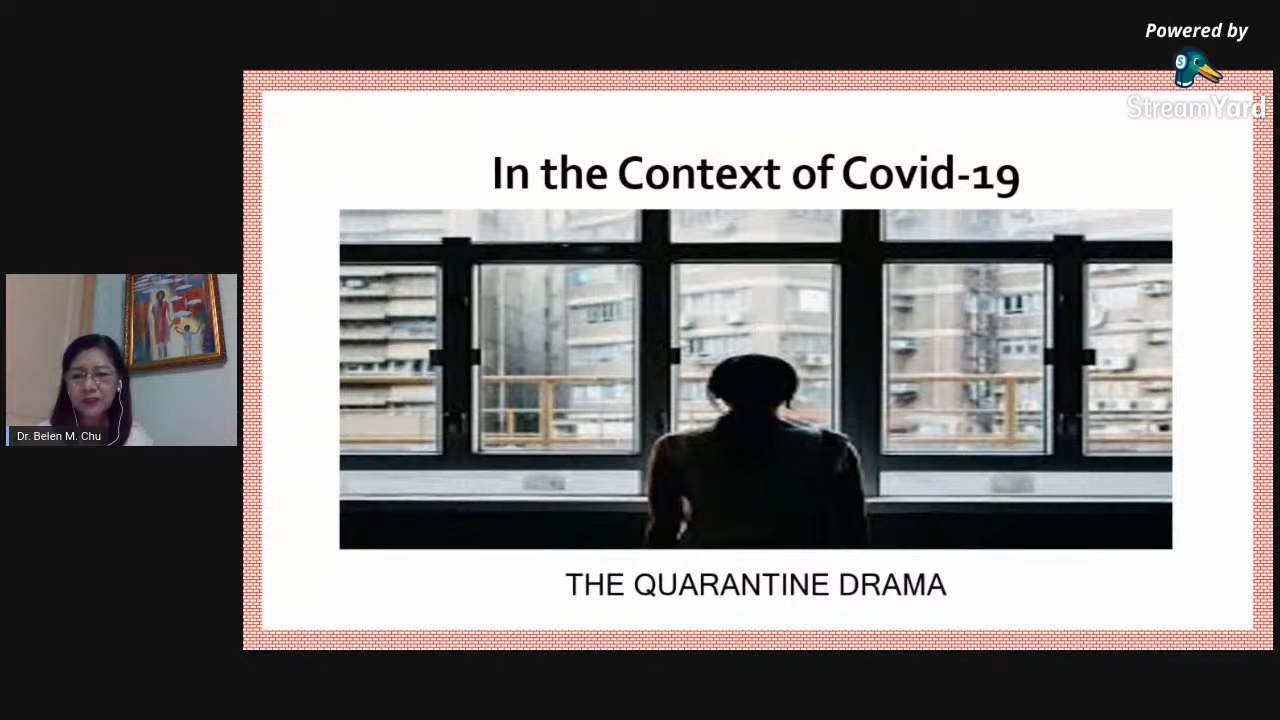 Powered by
StreamYard
In the Context of Covid-19
THE QUARANTINE DRAMA
Dr. Belen M. Chu